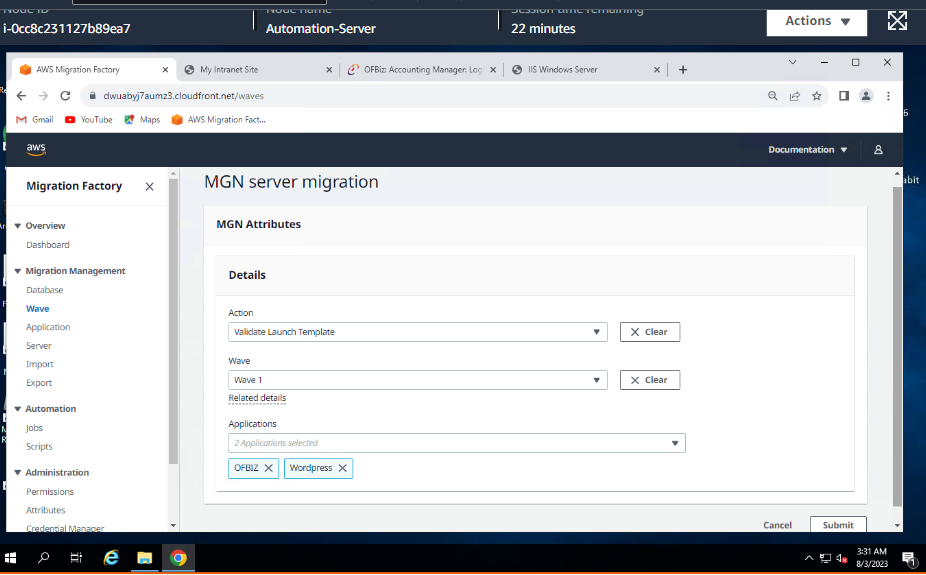 Node ID Node name Session time remaining
i-0cc8c231127b89ea7 Automation-Server 22 minutes Actions
AWS Migration Factory My Intranet Site OFBiz: Accounting Manager: Log IIS Windows Server
dwuabyj7aumz3.cloudfront.net/waves
Gmail YouTube Maps AWS Migration Fact...
aws Documentation
Migration Factory
Overview
Dashboard
Migration Management
Database
Wave
Application
Server
Import
Export
Automation
Jobs
Scripts
Administration
Permissions
Attributes
Credential Manager
MGN server migration
MGN Attributes
Details
Action
Validate Launch Template Clear
Wave
Wave 1 Clear
Related details
Applications
2 Applications selected
OFBIZ Wordpress
Cancel Submit
3:31 AM
8/3/2023
1